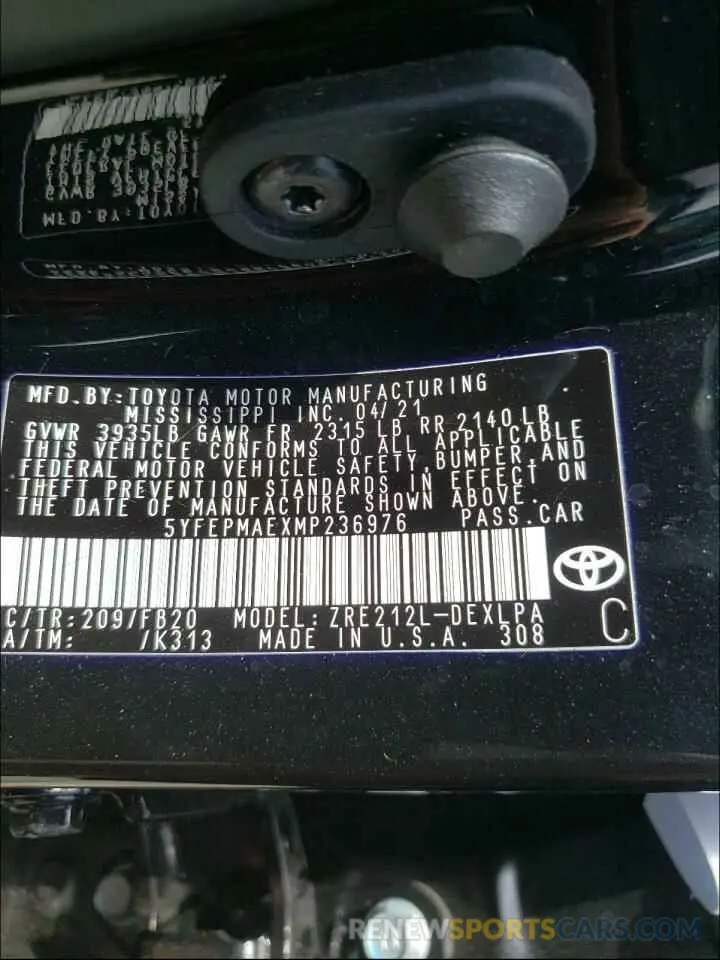 MFD.BY:TOYOTA MOTOR MANUFACTURING
MISSISSIPPI INC. 04/21
GVWR 3935LB GAWR FR 2315 LB RR 2140 LB
THIS VEHICLE CONFORMS TO ALL APPLICABLE
FEDERAL MOTOR VEHICLE SAFETY,BUMPER,AND
THEFT PREVENTION STANDARDS IN EFFECT ON
THE DATE OF MANUFACTURE SHOWN ABOVE.
5YFEPMAEXMP236976 PASS.CAR
C/TR:209/FB20 MODEL:ZRE212L-DEXLPA
A/TM: /K313 MADE IN U.S.A. 308 C
RENEWSPORTCARS.COM